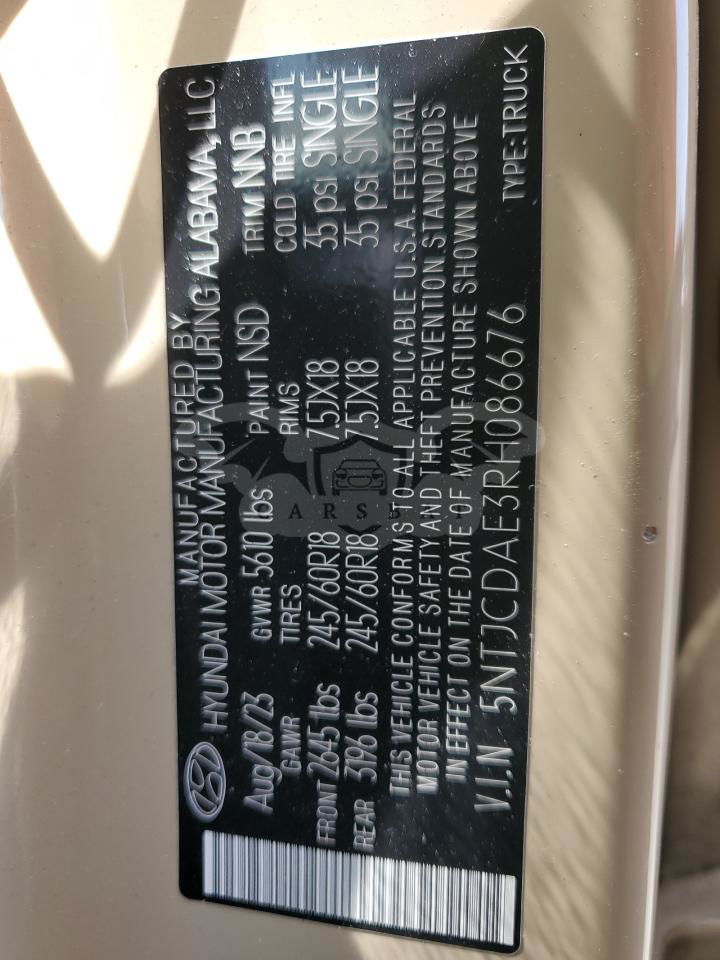 MANUFACTURED BY
HYUNDAI MOTOR MANUFACTURING ALABAMA, LLC
Aug/18/23 GVWR 5610 lbs PAINT NSD TRIM NNB
GAWR TIRES RIMS COLD TIRE INFL
FRONT 2645 lbs 245/60R18 7.5JX18 35 psi SINGLE
REAR 3196 lbs 245/60R18 7.5JX18 35 psi SINGLE
THIS VEHICLE CONFORMS TO ALL APPLICABLE U.S.A. FEDERAL
MOTOR VEHICLE SAFETY AND THEFT PREVENTION STANDARDS
IN EFFECT ON THE DATE OF MANUFACTURE SHOWN ABOVE
V.I.N 5NTJCDAE3RH086676 TYPE:TRUCK